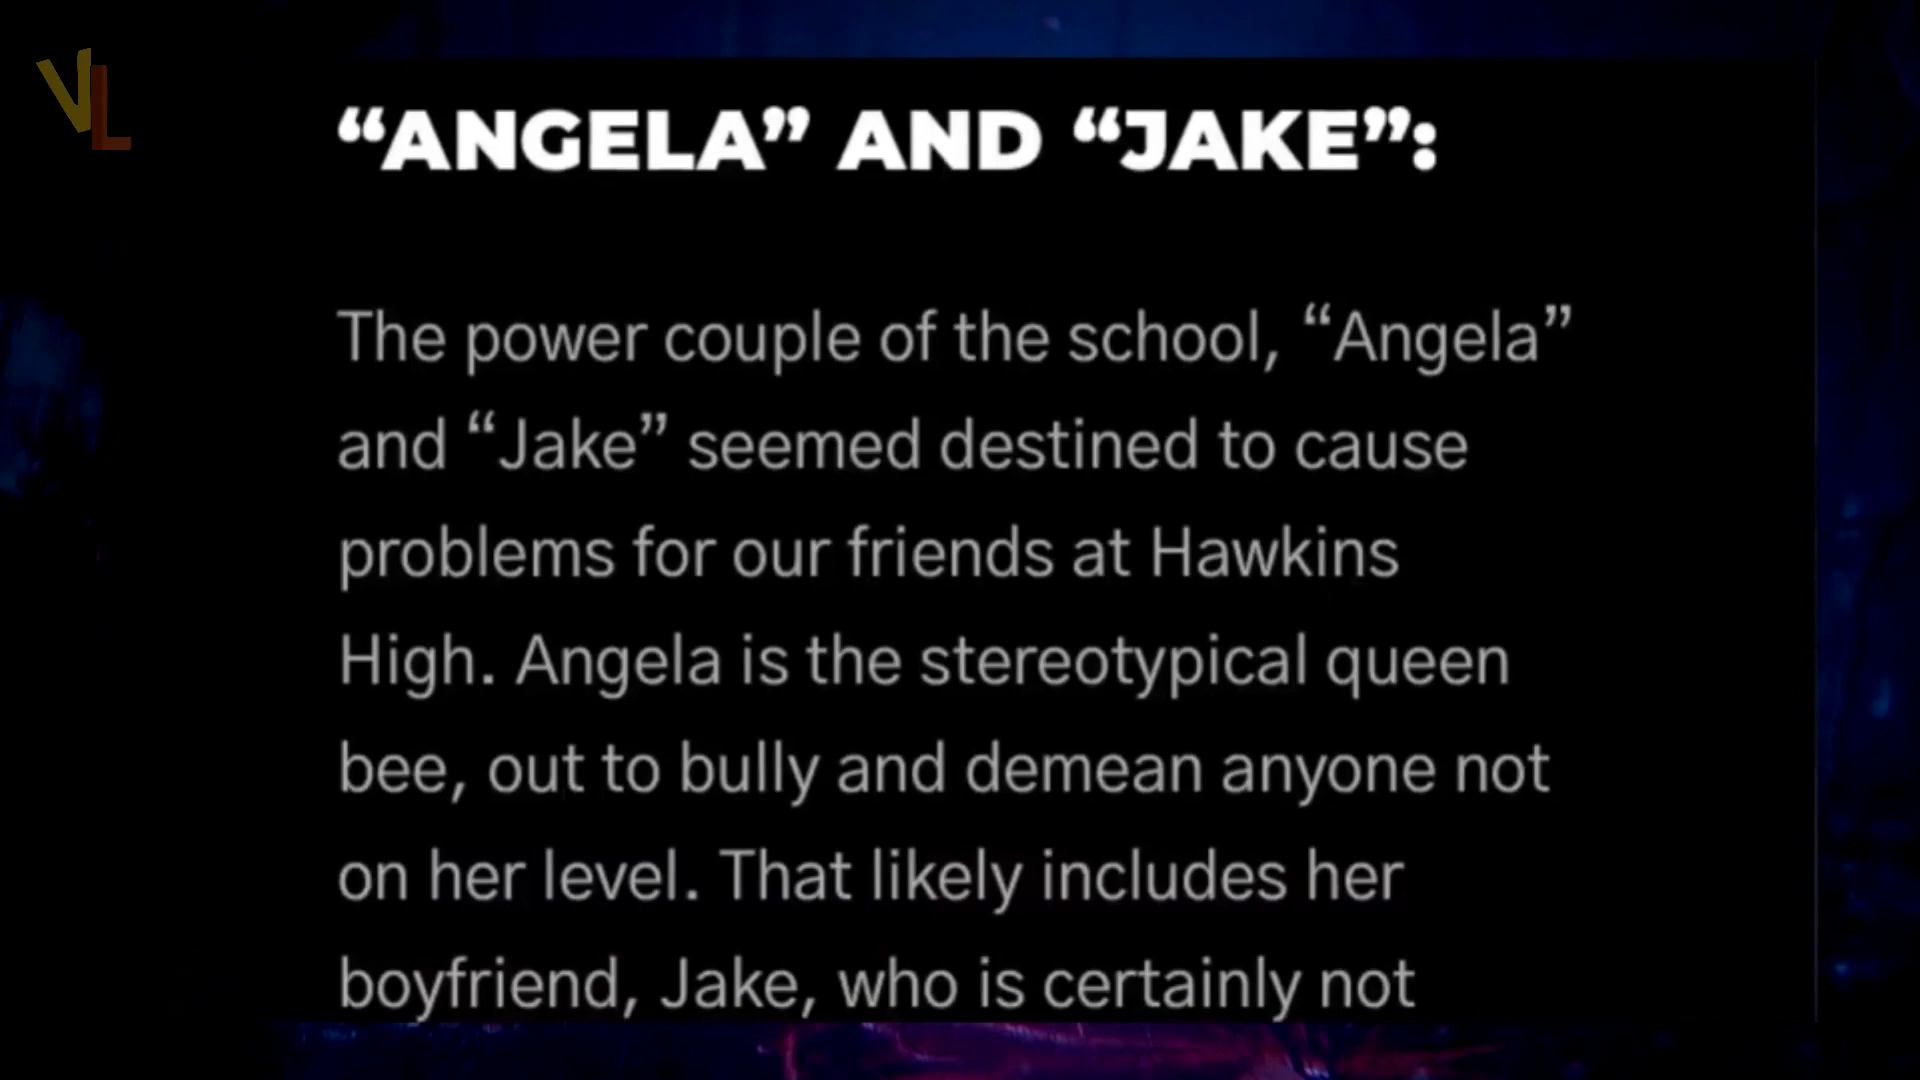 VL
“ANGELA” AND “JAKE”:
The power couple of the school, “Angela”
and “Jake” seemed destined to cause
problems for our friends at Hawkins
High. Angela is the stereotypical queen
bee, out to bully and demean anyone not
on her level. That likely includes her
boyfriend, Jake, who is certainly not